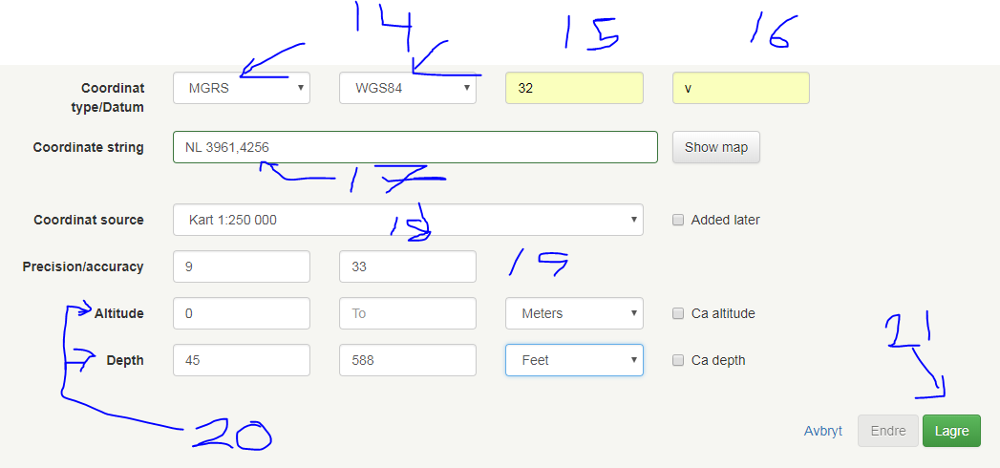 14 15 16
Coordinat type/Datum MGRS WGS84 32 v
Coordinate string NL 3961,4256 Show map
17
Coordinat source Kart 1:250 000 Added later
18
Precision/accuracy 9 33 19
Altitude 0 To Meters Ca altitude
21
Depth 45 588 Feet Ca depth
20
Avbryt Endre Lagre